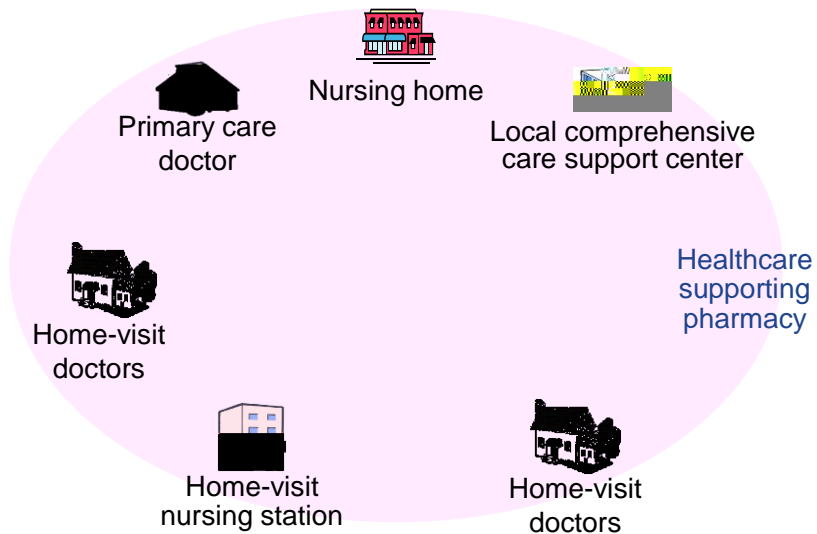 Nursing home
Primary care
doctor
Local comprehensive
care support center
Healthcare
supporting
pharmacy
Home-visit
doctors
Home-visit
nursing station
Home-visit
doctors